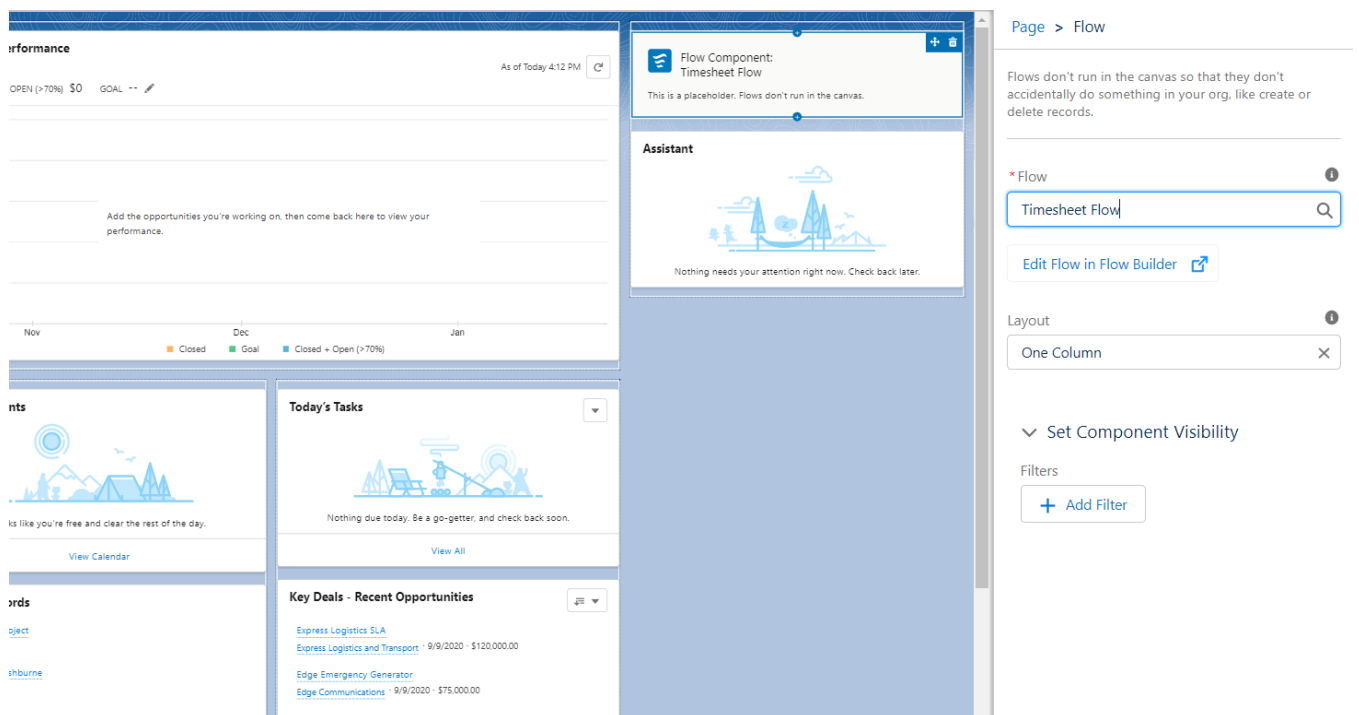 erformance
As of Today 4:12 PM
OPEN (>70%) $0 GOAL --
Add the opportunities you're working on, then come back here to view your
performance.
Nov Dec Jan
Closed Goal Closed + Open (>70%)
nts
ks like you're free and clear the rest of the day.
View Calendar
Today's Tasks
Nothing due today. Be a go-getter, and check back soon.
View All
ords
oject
shburne
Key Deals - Recent Opportunities
Express Logistics SLA
Express Logistics and Transport · 9/9/2020 · $120,000.00
Edge Emergency Generator
Edge Communications · 9/9/2020 · $75,000.00
Flow Component:
Timesheet Flow
This is a placeholder. Flows don't run in the canvas.
Assistant
z
Nothing needs your attention right now. Check back later.
Page > Flow
Flows don't run in the canvas so that they don't
accidentally do something in your org, like create or
delete records.
*Flow
Timesheet Flow
Edit Flow in Flow Builder
Layout
One Column
Set Component Visibility
Filters
Add Filter